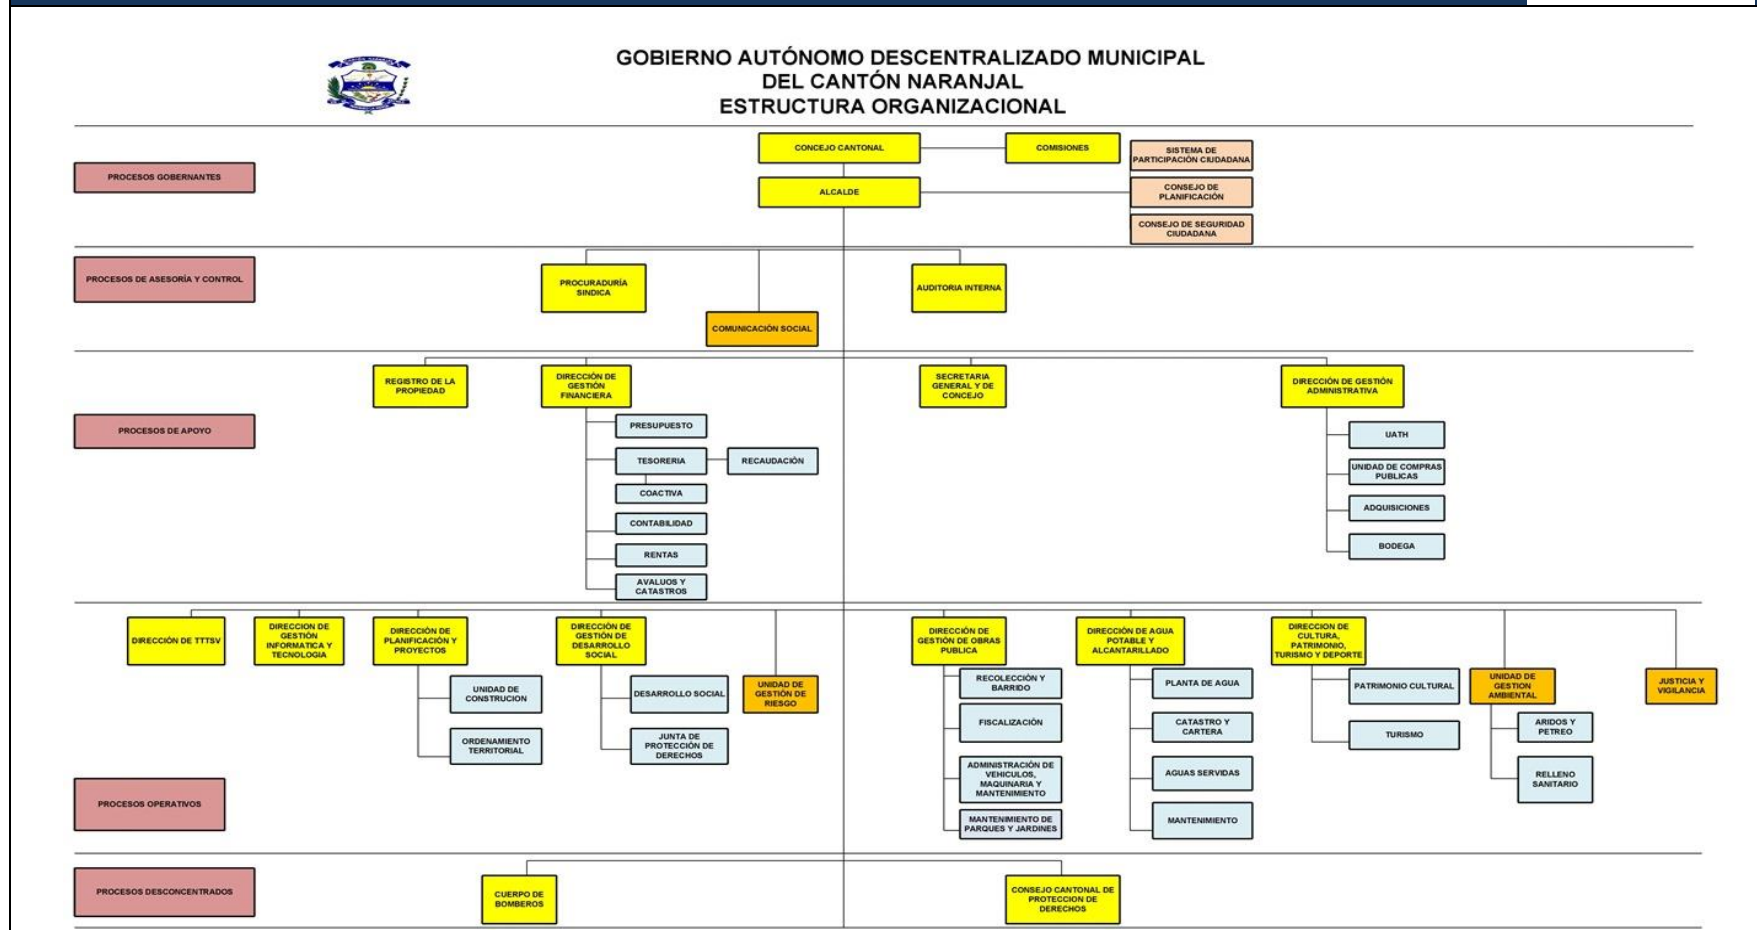 GOBIERNO AUTÓNOMO DESCENTRALIZADO MUNICIPAL
DEL CANTÓN NARANJAL
ESTRUCTURA ORGANIZACIONAL
PROCESOS GOBERNANTES
CONCEJO CANTONAL
COMISIONES
SISTEMA DE
PARTICIPACIÓN CIUDADANA
ALCALDE
CONSEJO DE
PLANIFICACIÓN
CONSEJO DE SEGURIDAD
CIUDADANA
PROCESOS DE ASESORÍA Y CONTROL
PROCURADURÍA
SINDICA
COMUNICACIÓN SOCIAL
AUDITORIA INTERNA
PROCESOS DE APOYO
REGISTRO DE LA
PROPIEDAD
DIRECCIÓN DE
GESTIÓN
FINANCIERA
PRESUPUESTO
TESORERIA
RECAUDACIÓN
COACTIVA
CONTABILIDAD
RENTAS
AVALUOS Y
CATASTROS
SECRETARIA
GENERAL Y DE
CONCEJO
DIRECCIÓN DE GESTIÓN
ADMINISTRATIVA
UATH
UNIDAD DE COMPRAS
PUBLICAS
ADQUISICIONES
BODEGA
PROCESOS OPERATIVOS
DIRECCIÓN DE TTTSV
DIRECCION DE
GESTIÓN
INFORMATICA Y
TECNOLOGIA
DIRECCIÓN DE
PLANIFICACIÓN Y
PROYECTOS
UNIDAD DE
CONSTRUCION
ORDENAMIENTO
TERRITORIAL
DIRECCIÓN DE
GESTIÓN DE
DESARROLLO
SOCIAL
DESARROLLO SOCIAL
JUNTA DE
PROTECCIÓN DE
DERECHOS
UNIDAD DE
GESTIÓN DE
RIESGO
DIRECCIÓN DE
GESTIÓN DE OBRAS
PUBLICA
RECOLECCIÓN Y
BARRIDO
FISCALIZACIÓN
ADMINISTRACIÓN DE
VEHICULOS,
MAQUINARIA Y
MANTENIMIENTO
MANTENIMIENTO DE
PARQUES Y JARDINES
DIRECCIÓN DE AGUA
POTABLE Y
ALCANTARILLADO
PLANTA DE AGUA
CATASTRO Y
CARTERA
AGUAS SERVIDAS
MANTENIMIENTO
DIRECCION DE
CULTURA,
PATRIMONIO,
TURISMO Y DEPORTE
PATRIMONIO CULTURAL
TURISMO
UNIDAD DE
GESTION
AMBIENTAL
ARIDOS Y
PETREO
RELLENO
SANITARIO
JUSTICIA Y
VIGILANCIA
PROCESOS DESCONCENTRADOS
CUERPO DE
BOMBEROS
CONSEJO CANTONAL DE
PROTECCION DE
DERECHOS